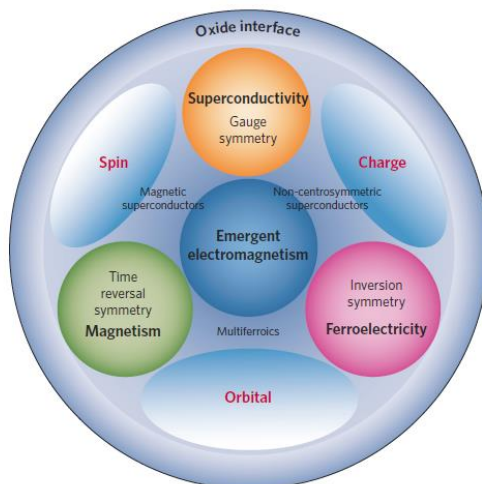 Oxide interface
Superconductivity
Gauge
symmetry
Spin
Charge
Magnetic
superconductors
Non-centrosymmetric
superconductors
Emergent
electromagnetism
Time
reversal
symmetry
Magnetism
Inversion
symmetry
Ferroelectricity
Multiferroics
Orbital